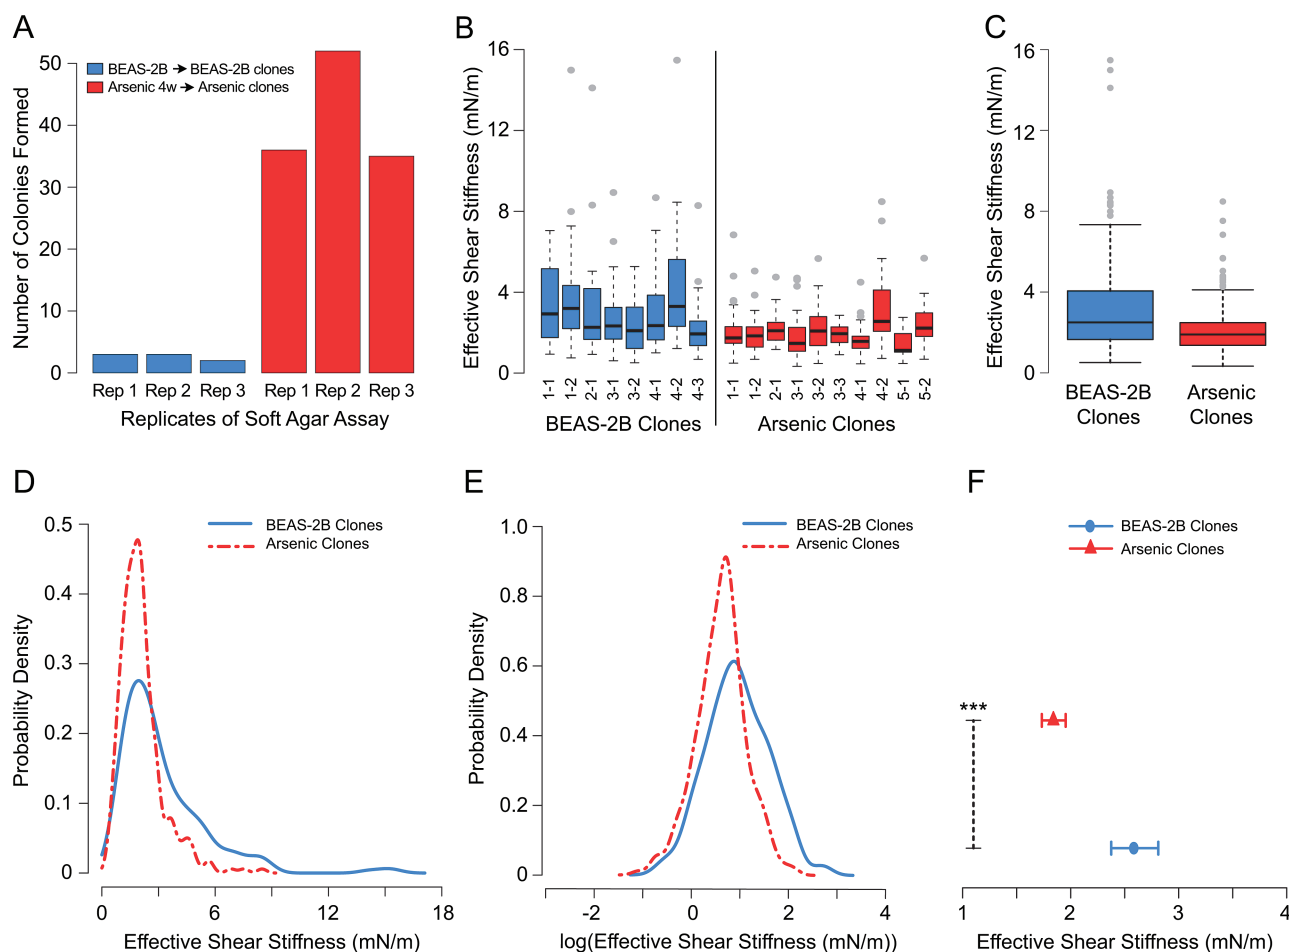 A
Number of Colonies Formed
50
40
30
20
10
0
BEAS-2B → BEAS-2B clones
Arsenic 4w → Arsenic clones
Rep 1 Rep 2 Rep 3 Rep 1 Rep 2 Rep 3
Replicates of Soft Agar Assay
B
Effective Shear Stiffness (mN/m)
16
12
8
4
0
1-1 1-2 2-1 3-1 3-2 4-1 4-2 4-3 1-1 1-2 2-1 3-1 3-2 3-3 4-1 4-2 5-1 5-2
BEAS-2B Clones Arsenic Clones
C
Effective Shear Stiffness (mN/m)
16
12
8
4
0
BEAS-2B Arsenic
Clones Clones
D
Probability Density
0.5
0.4
0.3
0.2
0.1
0
BEAS-2B Clones
Arsenic Clones
0 6 12 18
Effective Shear Stiffness (mN/m)
E
Probability Density
1.0
0.8
0.6
0.4
0.2
0
BEAS-2B Clones
Arsenic Clones
-2 0 2 4
log(Effective Shear Stiffness (mN/m))
F
BEAS-2B Clones
Arsenic Clones
***
1 2 3 4
Effective Shear Stiffness (mN/m)